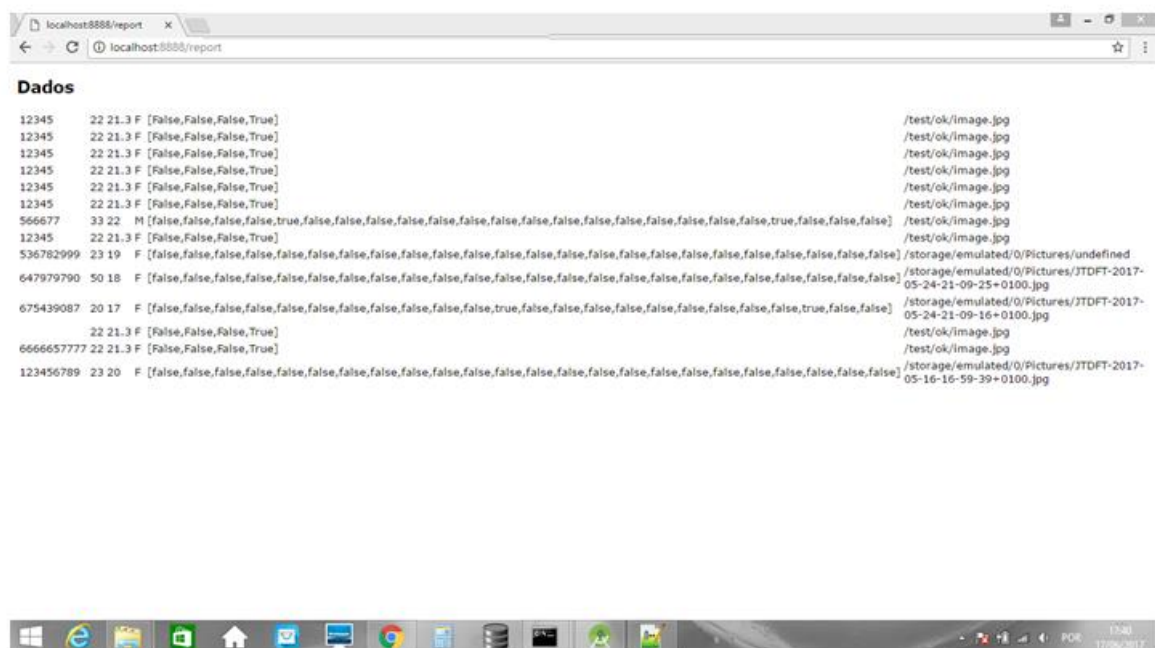 localhost:8888/report
localhost:8888/report
Dados
12345 22 21.3 F [False,False,False,True] /test/ok/image.jpg
12345 22 21.3 F [False,False,False,True] /test/ok/image.jpg
12345 22 21.3 F [False,False,False,True] /test/ok/image.jpg
12345 22 21.3 F [False,False,False,True] /test/ok/image.jpg
12345 22 21.3 F [False,False,False,True] /test/ok/image.jpg
12345 22 21.3 F [False,False,False,True] /test/ok/image.jpg
566677 33 22 M [false,false,false,false,true,false,false,false,false,false,false,false,false,false,false,false,false,false,false,false,true,false,false,false] /test/ok/image.jpg
12345 22 21.3 F [False,False,False,True] /test/ok/image.jpg
536782999 23 19 F [false,false,false,false,false,false,false,false,false,false,false,false,false,false,false,false,false,false,false,false,false,false,false,false] /storage/emulated/0/Pictures/undefined
647979790 50 18 F [false,false,false,false,false,false,false,false,false,false,false,false,false,false,false,false,false,false,false,false,false,false,false,false] /storage/emulated/0/Pictures/JTDFT-2017-
05-24-21-09-25+0100.jpg
675439087 20 17 F [false,false,false,false,false,false,false,false,false,false,false,true,false,false,false,false,false,false,false,false,false,true,false,false] /storage/emulated/0/Pictures/JTDFT-2017-
05-24-21-09-16+0100.jpg
22 21.3 F [False,False,False,True] /test/ok/image.jpg
6666657777 22 21.3 F [False,False,False,True] /test/ok/image.jpg
123456789 23 20 F [false,false,false,false,false,false,false,false,false,false,false,false,false,false,false,false,false,false,false,false,false,false,false,false] /storage/emulated/0/Pictures/JTDFT-2017-
05-16-16-59-39+0100.jpg
POR
17:40
17/06/2017